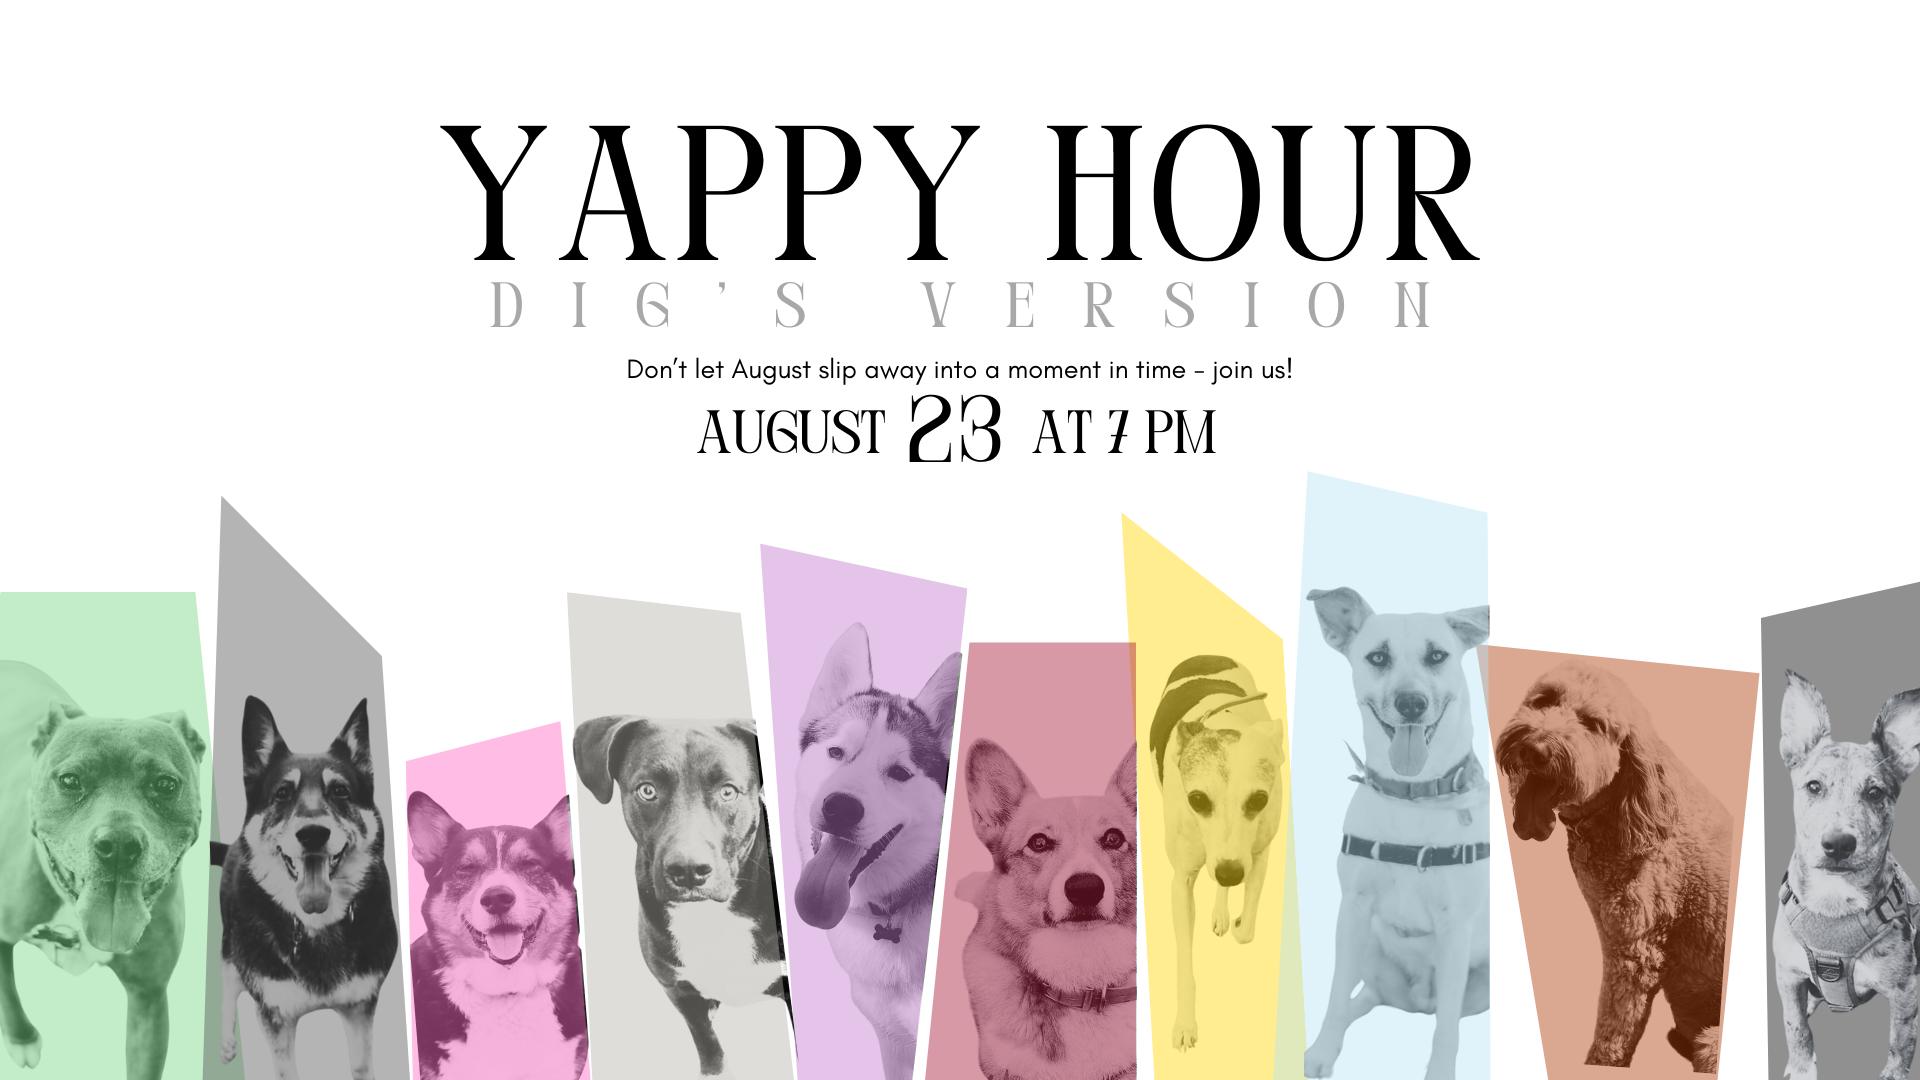 YAPPY HOUR
DIG'S VERSION
Don't let August slip away into a moment in time - join us!
AUGUST 23 AT 7 PM